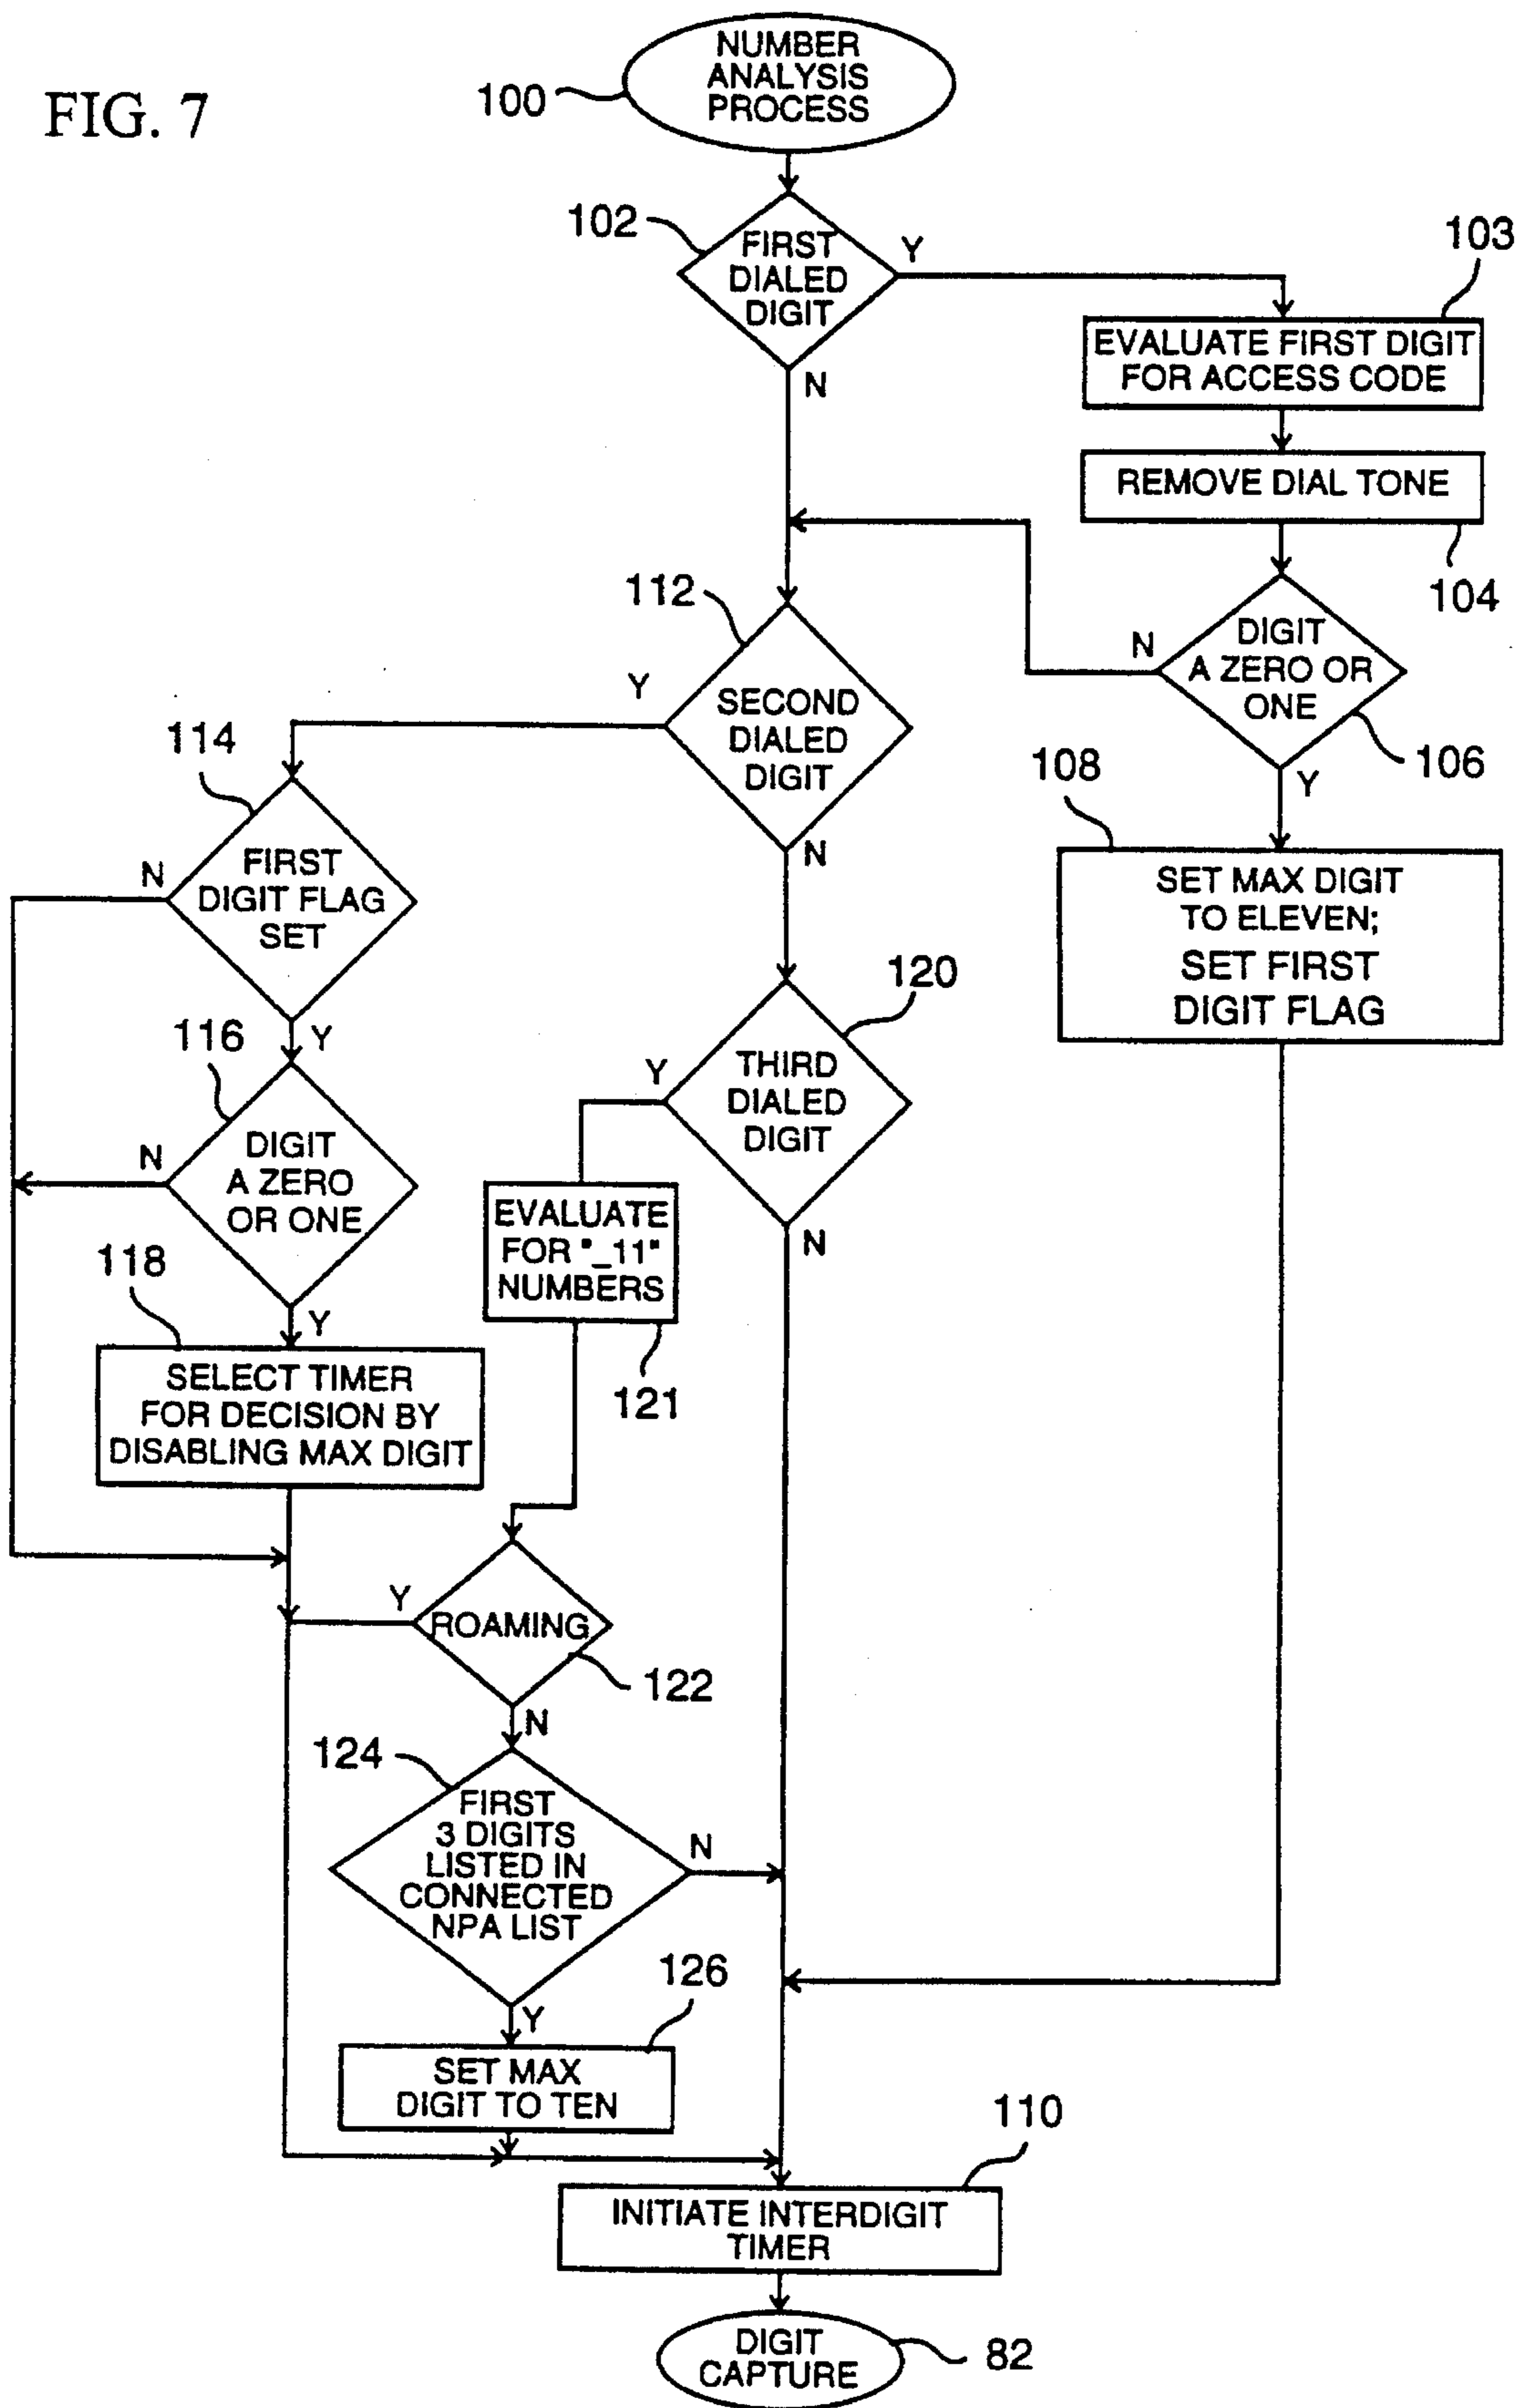 FIG. 7
100
NUMBER
ANALYSIS
PROCESS
102
FIRST
DIALED
DIGIT
Y
N
103
EVALUATE FIRST DIGIT
FOR ACCESS CODE
REMOVE DIAL TONE
104
112
SECOND
DIALED
DIGIT
Y
N
N
DIGIT
A ZERO OR
ONE
106
Y
114
FIRST
DIGIT FLAG
SET
N
Y
108
SET MAX DIGIT
TO ELEVEN;
SET FIRST
DIGIT FLAG
116
DIGIT
A ZERO
OR ONE
N
Y
120
THIRD
DIALED
DIGIT
Y
N
118
SELECT TIMER
FOR DECISION BY
DISABLING MAX DIGIT
EVALUATE
FOR "_11"
NUMBERS
121
Y
ROAMING
122
N
124
FIRST
3 DIGITS
LISTED IN
CONNECTED
NPA LIST
N
Y
126
SET MAX
DIGIT TO TEN
110
INITIATE INTERDIGIT
TIMER
DIGIT
CAPTURE
82